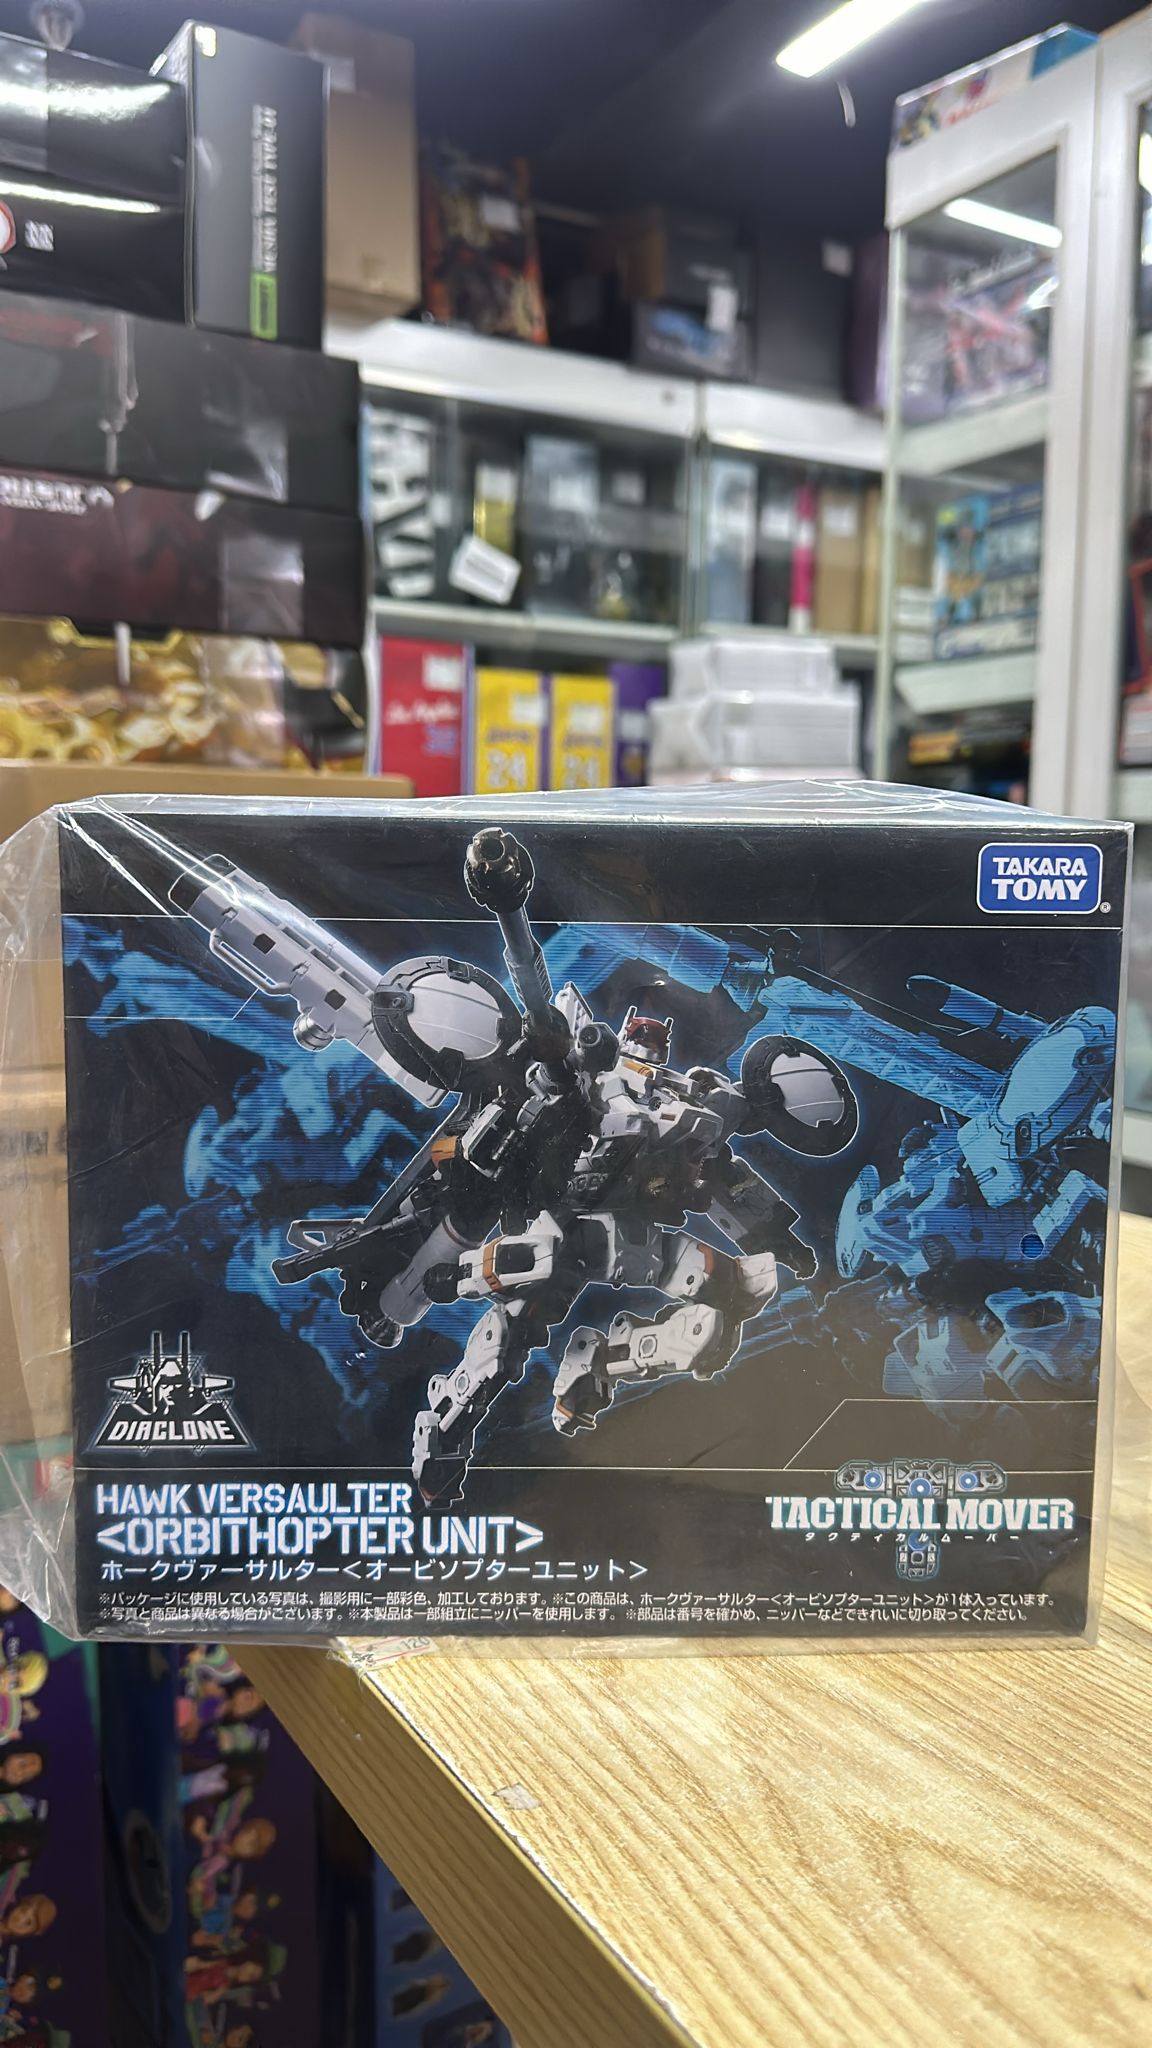 TAKARA
TOMY
®
DIACLONE
HAWK VERSAULTER
<ORBITHOPTER UNIT>
ホークヴァーサルター<オービソプターユニット>
TACTICAL MOVER
タクティカルムーバー
※パッケージに使用している写真は、撮影用に一部彩色、加工しております。※この商品は、ホークヴァーサルター<オービソプターユニット>が1体入っています。
※写真と商品は異なる場合がございます。※本製品は一部組立にニッパーを使用します。※部品は番号を確かめ、ニッパーなどできれいに切り取ってください。
120
24
24